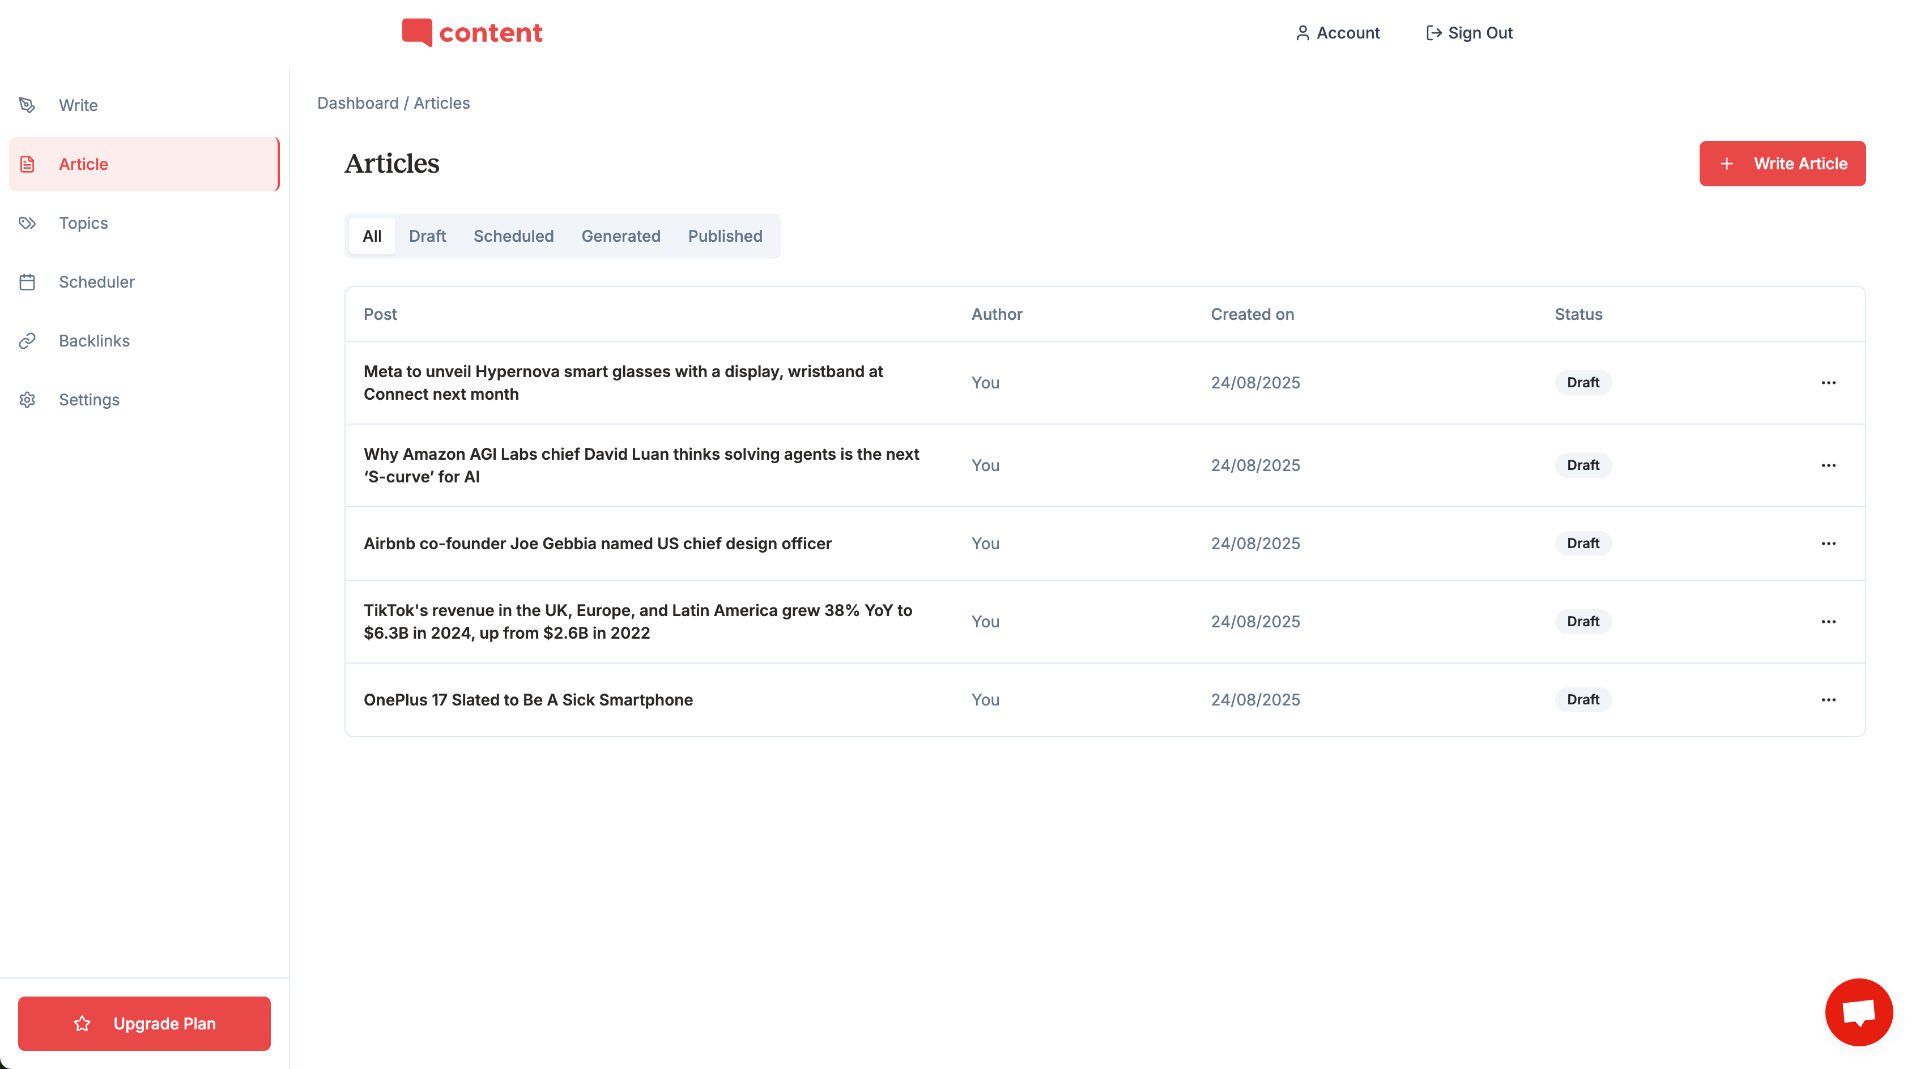 content
Account
Sign Out
Write
Article
Topics
Scheduler
Backlinks
Settings
Upgrade Plan
Dashboard / Articles
Articles
Write Article
All Draft Scheduled Generated Published
Post Author Created on Status
Meta to unveil Hypernova smart glasses with a display, wristband at
Connect next month
You 24/08/2025 Draft
Why Amazon AGI Labs chief David Luan thinks solving agents is the next
‘S-curve’ for AI
You 24/08/2025 Draft
Airbnb co-founder Joe Gebbia named US chief design officer You 24/08/2025 Draft
TikTok's revenue in the UK, Europe, and Latin America grew 38% YoY to
$6.3B in 2024, up from $2.6B in 2022
You 24/08/2025 Draft
OnePlus 17 Slated to Be A Sick Smartphone You 24/08/2025 Draft